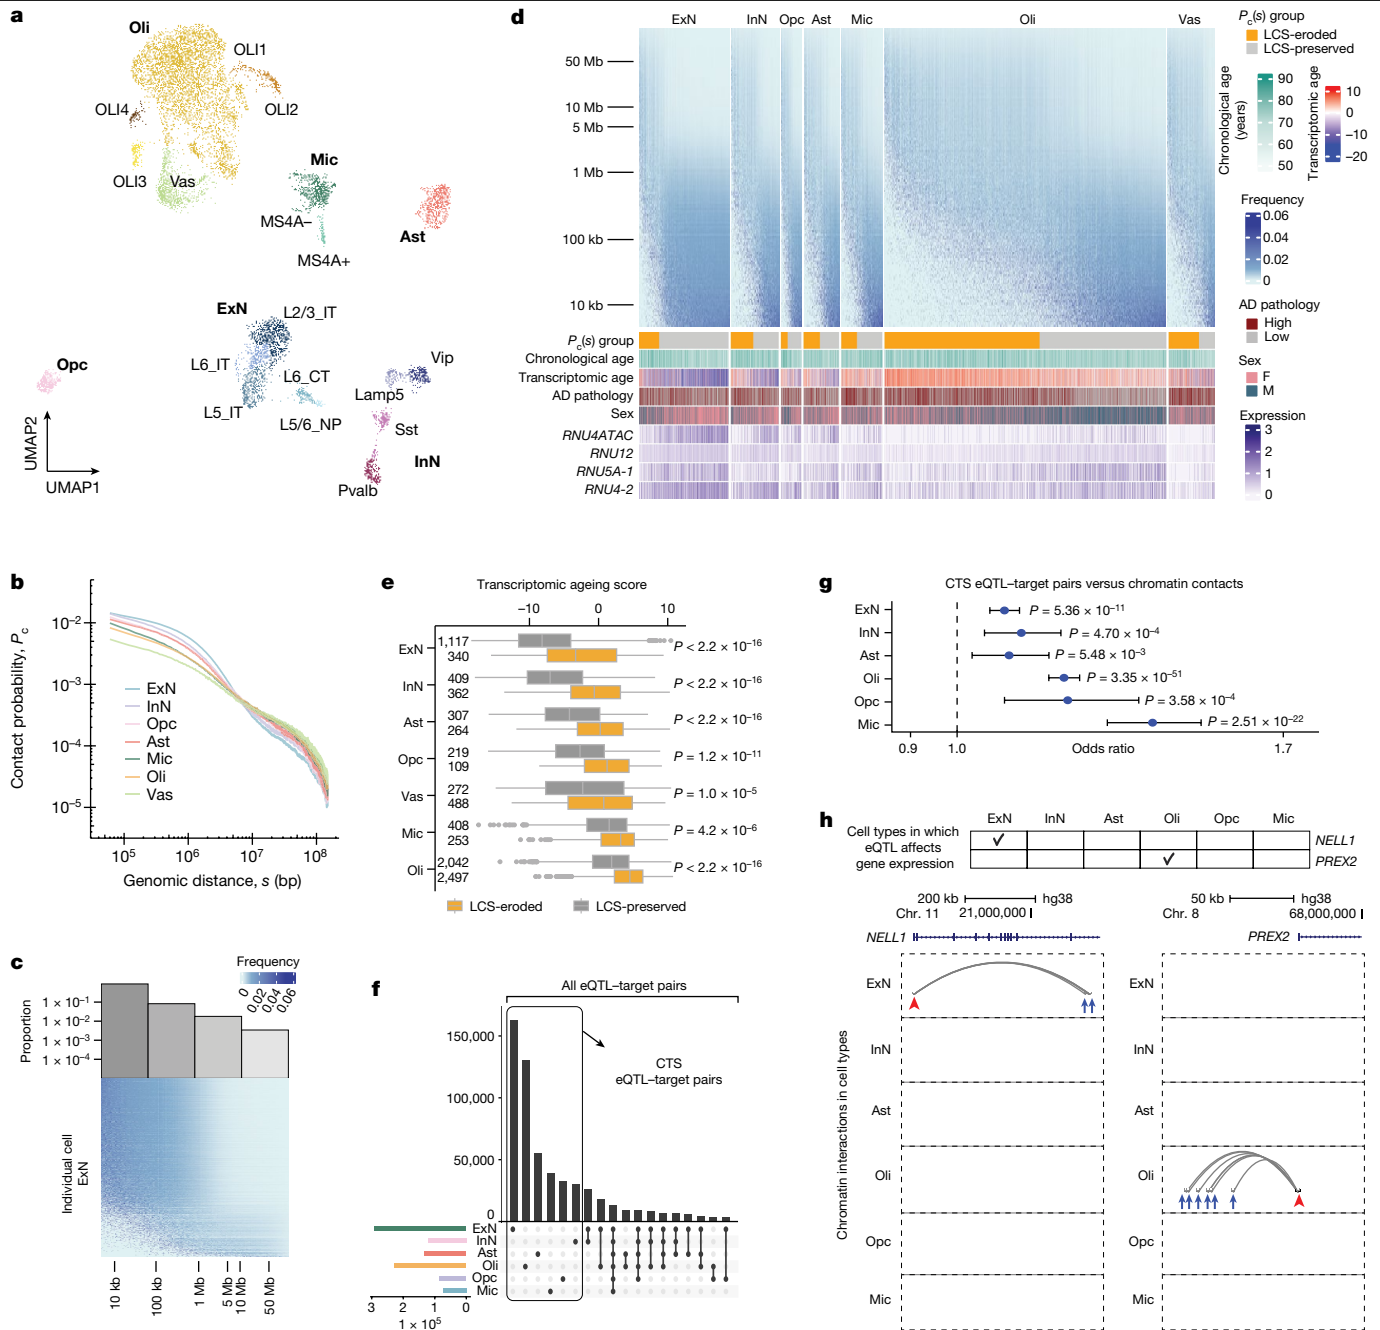 a
Oli
OLI1
OLI2
OLI4
OLI3
Vas
Mic
MS4A–
MS4A+
Ast
ExN
L2/3_IT
L6_IT
L6_CT
L5_IT
L5/6_NP
Vip
Lamp5
Sst
InN
Pvalb
Opc
UMAP2
UMAP1
d
ExN InN Opc Ast Mic Oli Vas
50 Mb
10 Mb
5 Mb
1 Mb
100 kb
10 kb
Pc(s) group
Chronological age
Transcriptomic age
AD pathology
Sex
RNU4ATAC
RNU12
RNU5A-1
RNU4-2
Pc(s) group
LCS-eroded
LCS-preserved
Chronological age (years)
90
80
70
60
50
Transcriptomic age
10
0
−10
−20
Frequency
0.06
0.04
0.02
0
AD pathology
High
Low
Sex
F
M
Expression
3
2
1
0
b
Contact probability, Pc
10−2
10−3
10−4
10−5
ExN
InN
Opc
Ast
Mic
Oli
Vas
105 106 107 108
Genomic distance, s (bp)
c
Frequency
0 0.02 0.04 0.06
Proportion
1 × 10−1
1 × 10−2
1 × 10−3
1 × 10−4
Individual cell
ExN
10 kb
100 kb
1 Mb
5 Mb
10 Mb
50 Mb
e
Transcriptomic ageing score
−10 0 10
ExN 1,117 340 P < 2.2 × 10−16
InN 409 362 P < 2.2 × 10−16
Ast 307 264 P < 2.2 × 10−16
Opc 219 109 P = 1.2 × 10−11
Vas 272 488 P = 1.0 × 10−5
Mic 408 253 P = 4.2 × 10−6
Oli 2,042 2,497 P < 2.2 × 10−16
LCS-eroded LCS-preserved
f
All eQTL–target pairs
CTS
eQTL–target pairs
150,000
100,000
50,000
0
ExN
InN
Ast
Oli
Opc
Mic
3 2 1 0
1 × 105
g
CTS eQTL–target pairs versus chromatin contacts
ExN P = 5.36 × 10−11
InN P = 4.70 × 10−4
Ast P = 5.48 × 10−3
Oli P = 3.35 × 10−51
Opc P = 3.58 × 10−4
Mic P = 2.51 × 10−22
0.9 1.0 Odds ratio 1.7
h
ExN InN Ast Oli Opc Mic
Cell types in which
eQTL affects
gene expression
NELL1
PREX2
200 kb hg38
Chr. 11 21,000,000
NELL1
50 kb hg38
Chr. 8 68,000,000
PREX2
Chromatin interactions in cell types
ExN
InN
Ast
Oli
Opc
Mic
ExN
InN
Ast
Oli
Opc
Mic